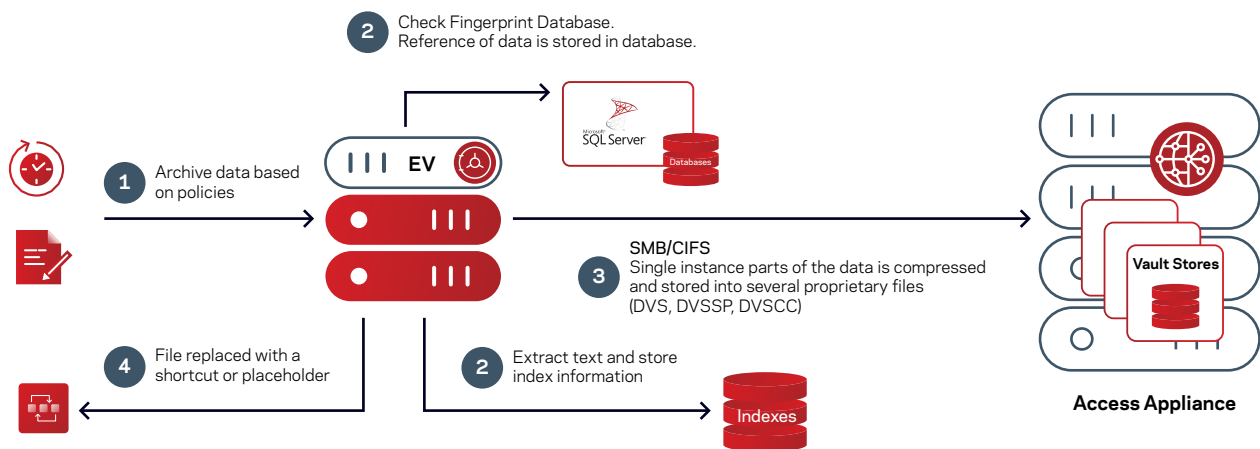 2
Check Fingerprint Database.
Reference of data is stored in database.
Microsoft
SQL Server
Databases
EV
1
Archive data based
on policies
SMB/CIFS
3
Single instance parts of the data is compressed
and stored into several proprietary files
(DVS, DVSSP, DVSCC)
Vault Stores
4
File replaced with a
shortcut or placeholder
2
Extract text and store
index information
Indexes
Access Appliance